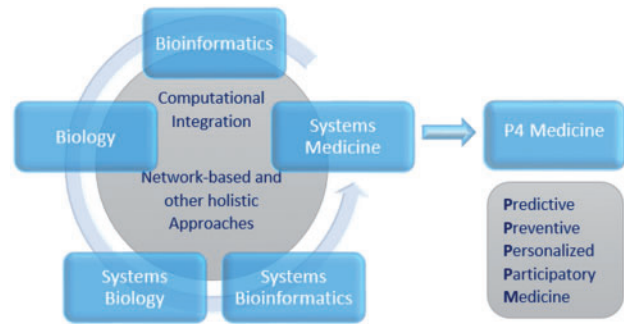 Bioinformatics
Computational
Integration
Biology
Systems
Medicine
P4 Medicine
Network-based and
other holistic
Approaches
Predictive
Preventive
Personalized
Participatory
Medicine
Systems
Biology
Systems
Bioinformatics